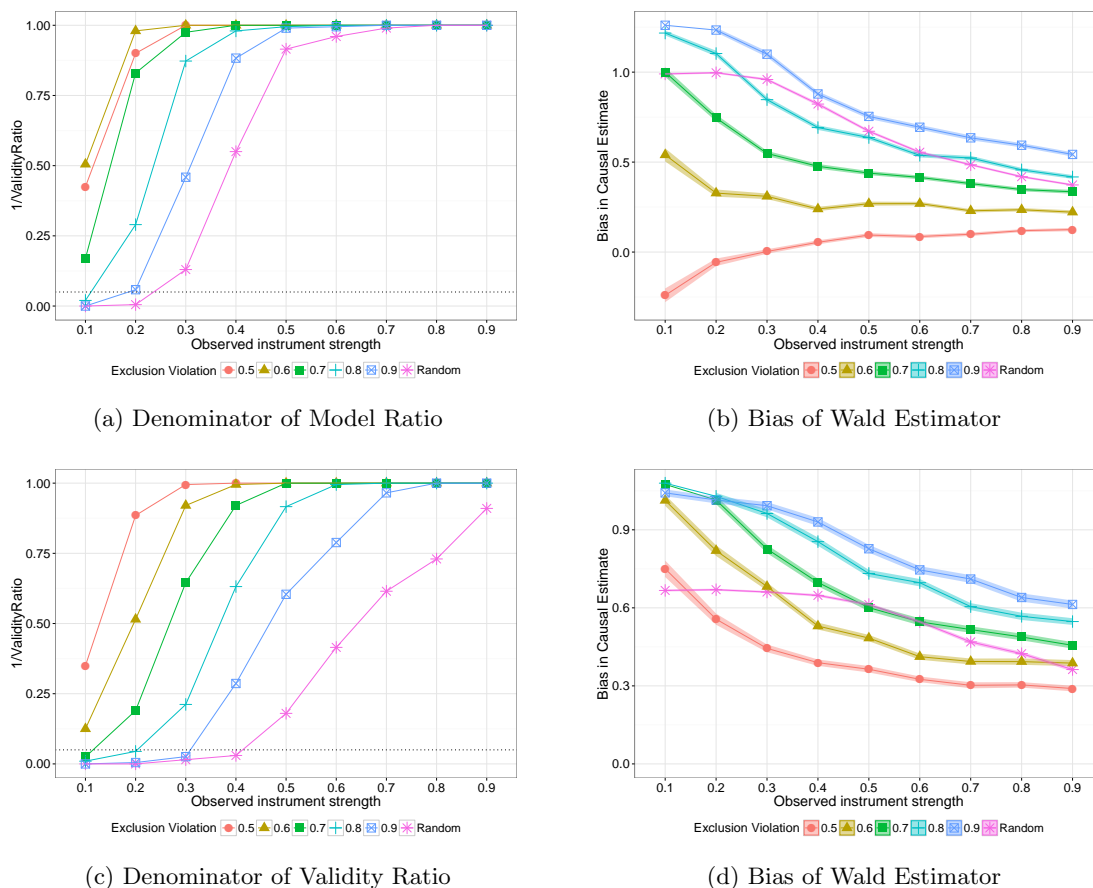 1.00
0.75
0.50
0.25
0.00
1/ValidityRatio
0.1 0.2 0.3 0.4 0.5 0.6 0.7 0.8 0.9
Observed instrument strength
Exclusion Violation 0.5 0.6 0.7 0.8 0.9 Random
(a) Denominator of Model Ratio
1.0
0.5
0.0
Bias in Causal Estimate
0.1 0.2 0.3 0.4 0.5 0.6 0.7 0.8 0.9
Observed instrument strength
Exclusion Violation 0.5 0.6 0.7 0.8 0.9 Random
(b) Bias of Wald Estimator
1.00
0.75
0.50
0.25
0.00
1/ValidityRatio
0.1 0.2 0.3 0.4 0.5 0.6 0.7 0.8 0.9
Observed instrument strength
Exclusion Violation 0.5 0.6 0.7 0.8 0.9 Random
(c) Denominator of Validity Ratio
0.9
0.6
0.3
0.0
Bias in Causal Estimate
0.1 0.2 0.3 0.4 0.5 0.6 0.7 0.8 0.9
Observed instrument strength
Exclusion Violation 0.5 0.6 0.7 0.8 0.9 Random
(d) Bias of Wald Estimator